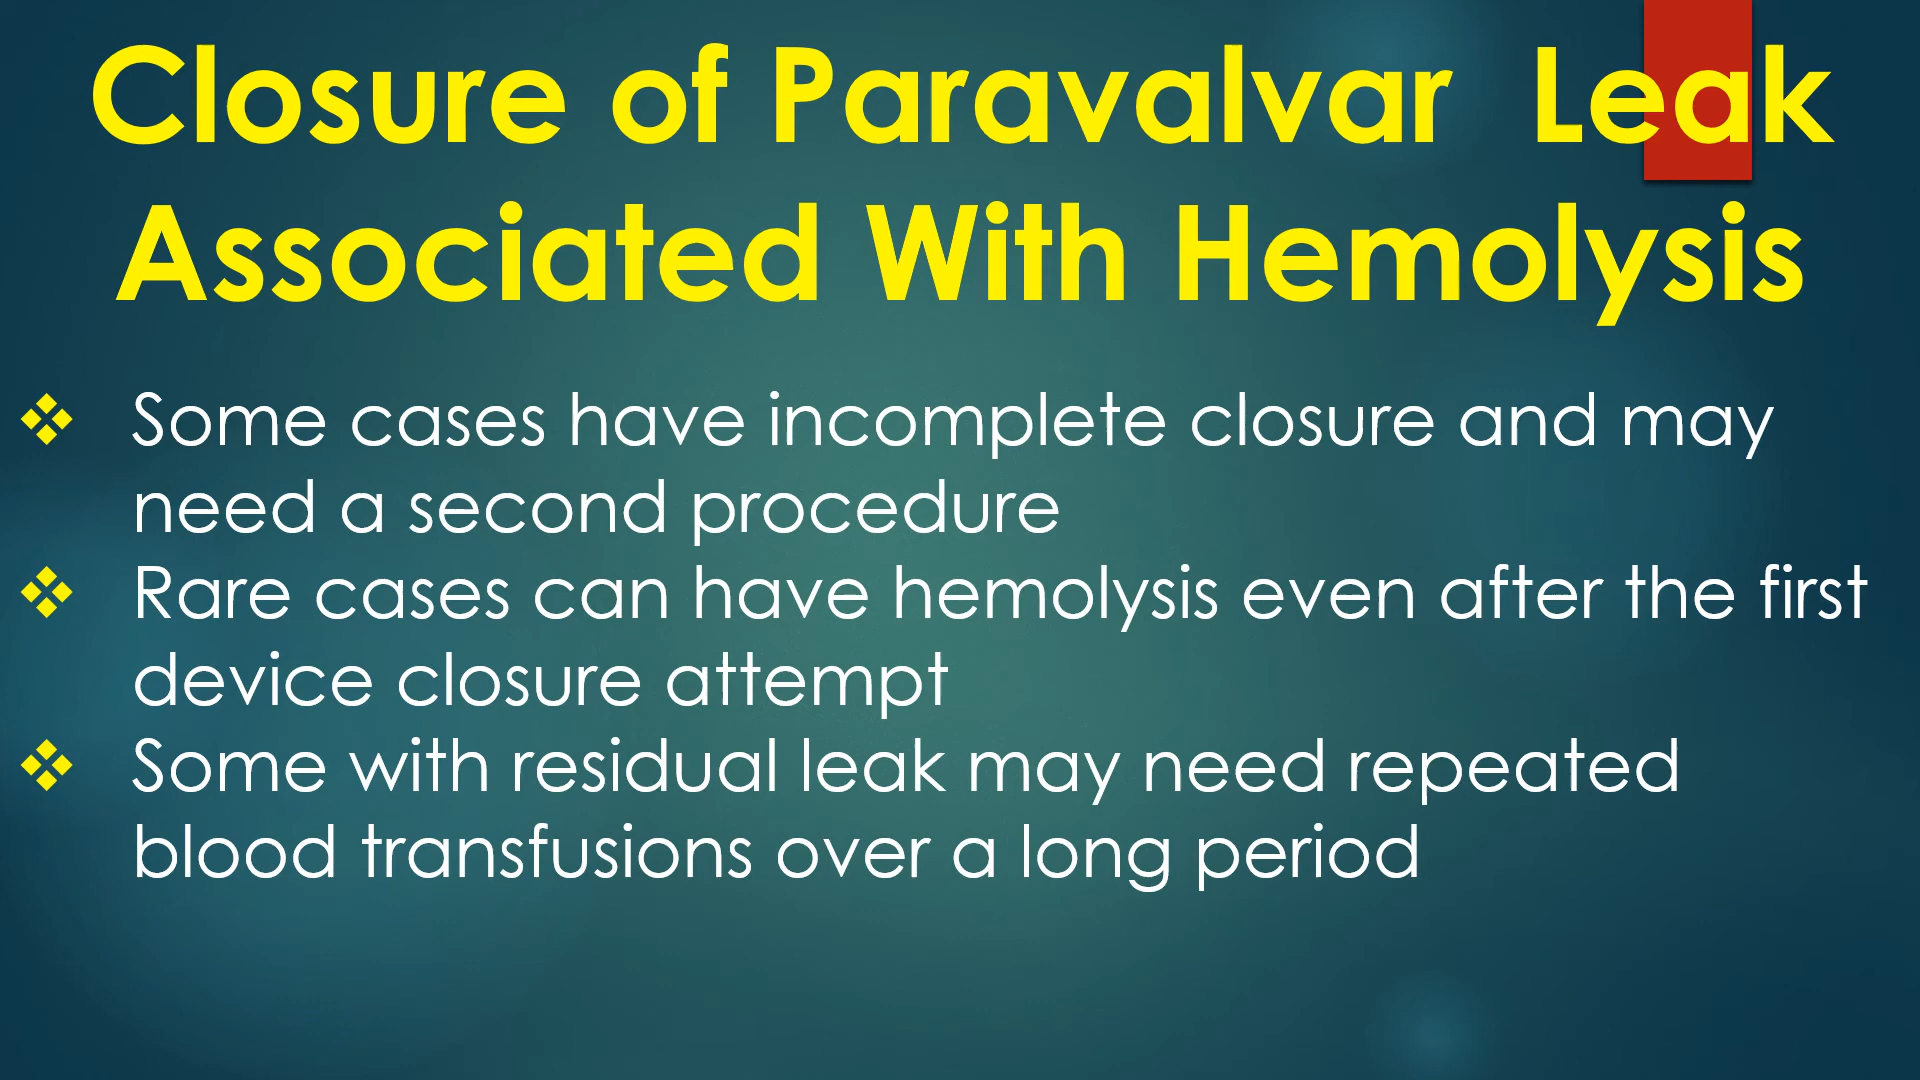 Closure of Paravalvar Leak
Associated With Hemolysis
❖ Some cases have incomplete closure and may
need a second procedure
❖ Rare cases can have hemolysis even after the first
device closure attempt
❖ Some with residual leak may need repeated
blood transfusions over a long period